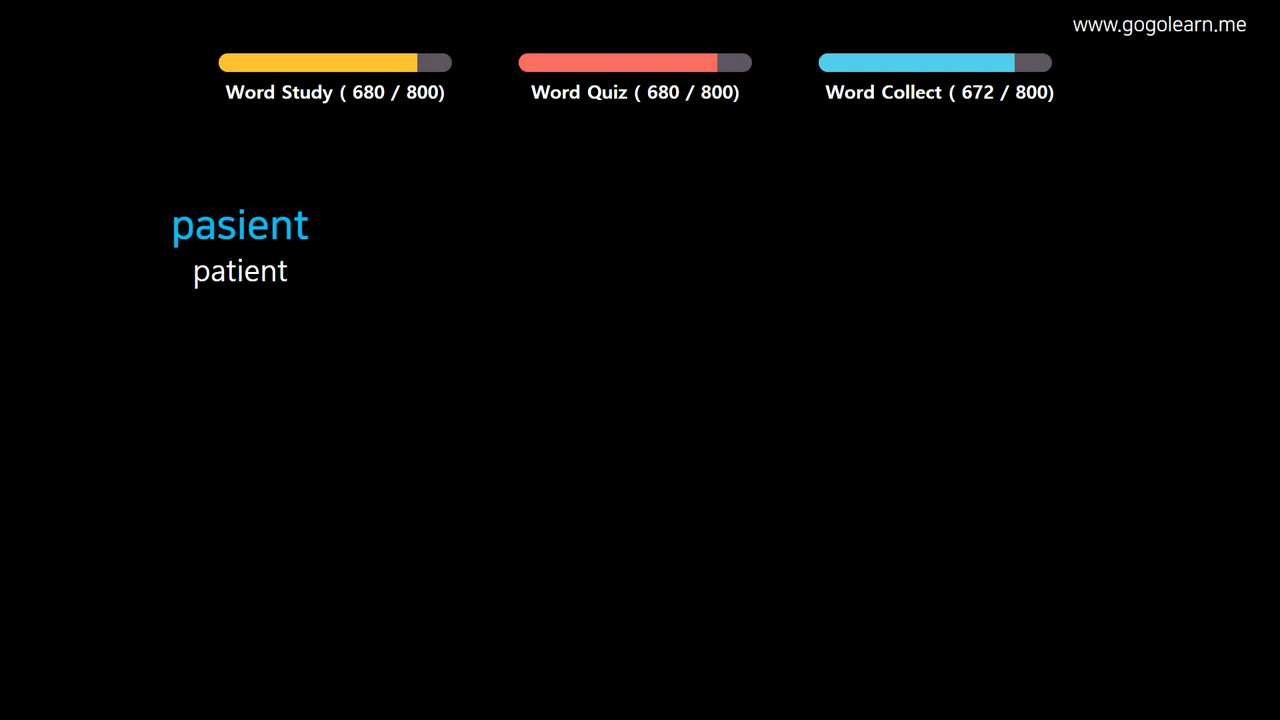 www.gogolearn.me
Word Study ( 680 / 800)
Word Quiz ( 680 / 800)
Word Collect ( 672 / 800)
pasient
patient